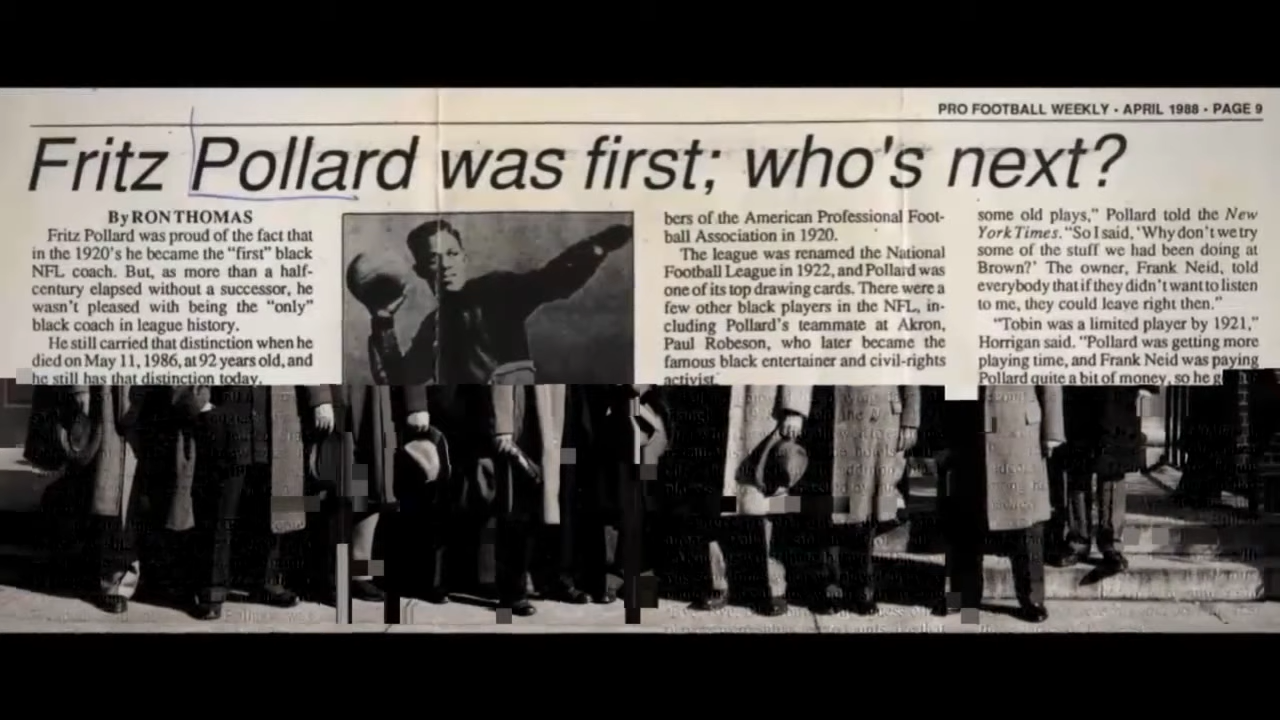 PRO FOOTBALL WEEKLY • APRIL 1988 • PAGE 9
Fritz Pollard was first; who's next?
By RON THOMAS
Fritz Pollard was proud of the fact that
in the 1920's he became the "first" black
NFL coach. But, as more than a half-
century elapsed without a successor, he
wasn't pleased with being the "only"
black coach in league history.
He still carried that distinction when he
died on May 11, 1986, at 92 years old, and
he still has that distinction today.
bers of the American Professional Foot-
ball Association in 1920.
The league was renamed the National
Football League in 1922, and Pollard was
one of its top drawing cards. There were a
few other black players in the NFL, in-
cluding Pollard's teammate at Akron,
Paul Robeson, who later became the
famous black entertainer and civil-rights
activist.
some old plays," Pollard told the New
York Times. "So I said, 'Why don't we try
some of the stuff we had been doing at
Brown?' The owner, Frank Neid, told
everybody that if they didn't want to listen
to me, they could leave right then."
"Tobin was a limited player by 1921,"
Horrigan said. "Pollard was getting more
playing time, and Frank Neid was paying
Pollard quite a bit of money, so he